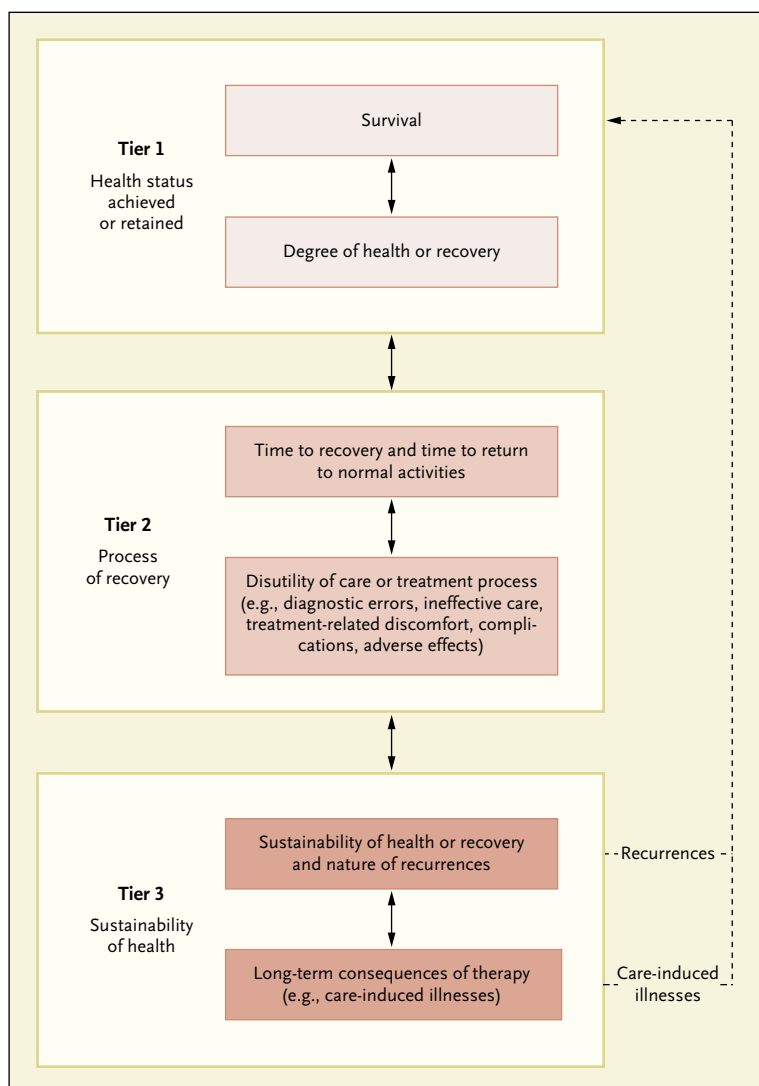 Survival
Tier 1
Health status
achieved
or retained
Degree of health or recovery
Time to recovery and time to return
to normal activities
Tier 2
Process
of recovery
Disutility of care or treatment process
(e.g., diagnostic errors, ineffective care,
treatment-related discomfort, compli-
cations, adverse effects)
Sustainability of health or recovery
and nature of recurrences
Recurrences
Tier 3
Sustainability
of health
Long-term consequences of therapy
(e.g., care-induced illnesses)
Care-induced
illnesses